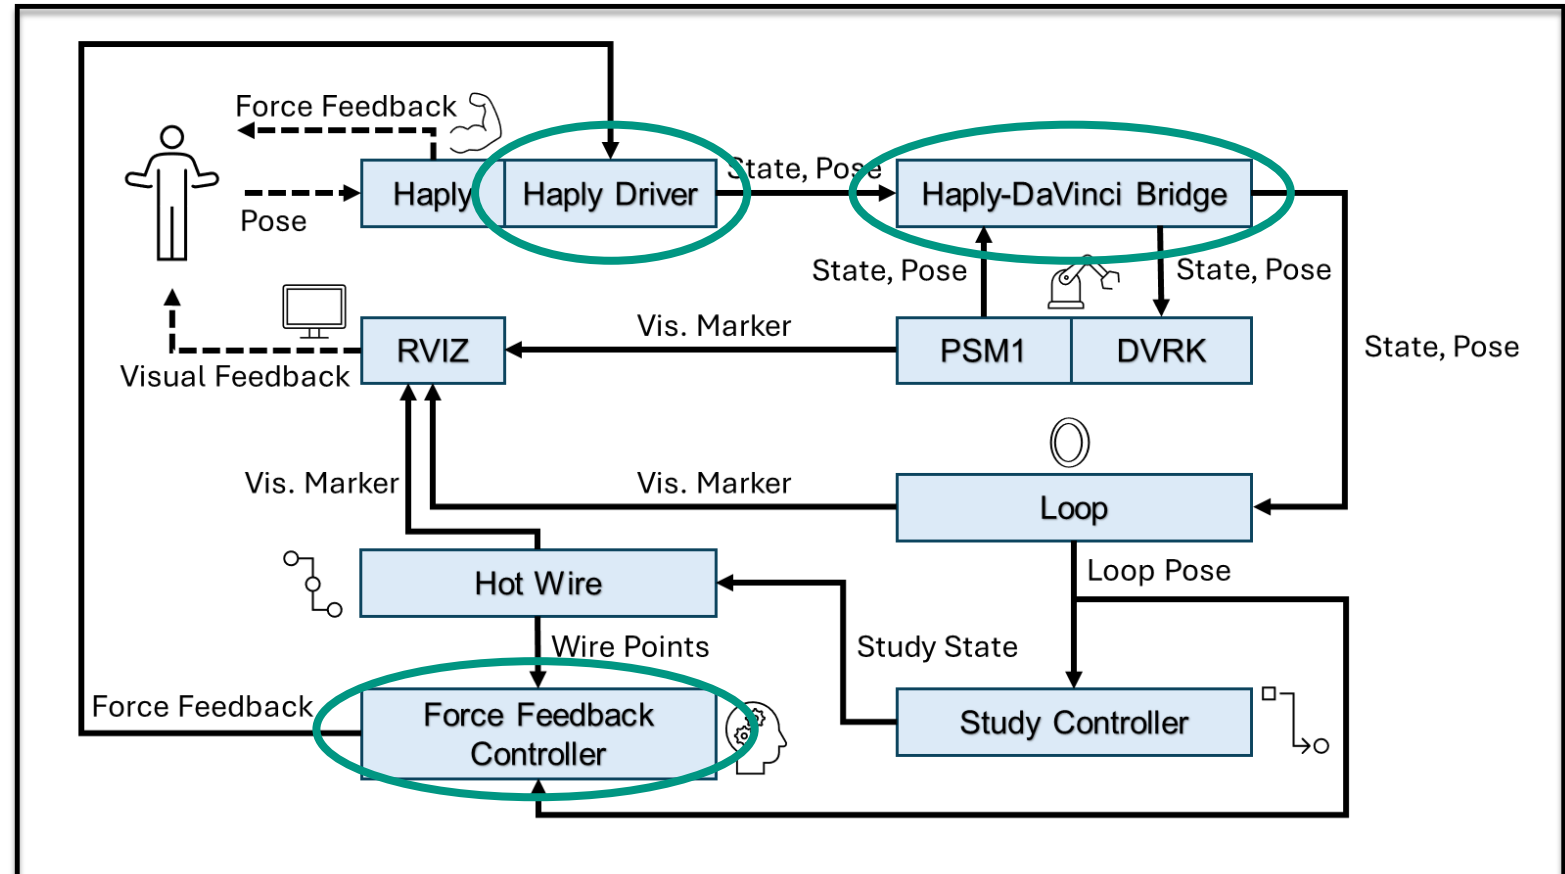 Force Feedback
State, Pose
Haply
Haply Driver
Haply-DaVinci Bridge
Pose
State, Pose
State, Pose
Vis. Marker
RVIZ
PSM1
DVRK
State, Pose
Visual Feedback
Vis. Marker
Vis. Marker
Loop
Hot Wire
Loop Pose
Wire Points
Study State
Force Feedback
Force Feedback
Controller
Study Controller